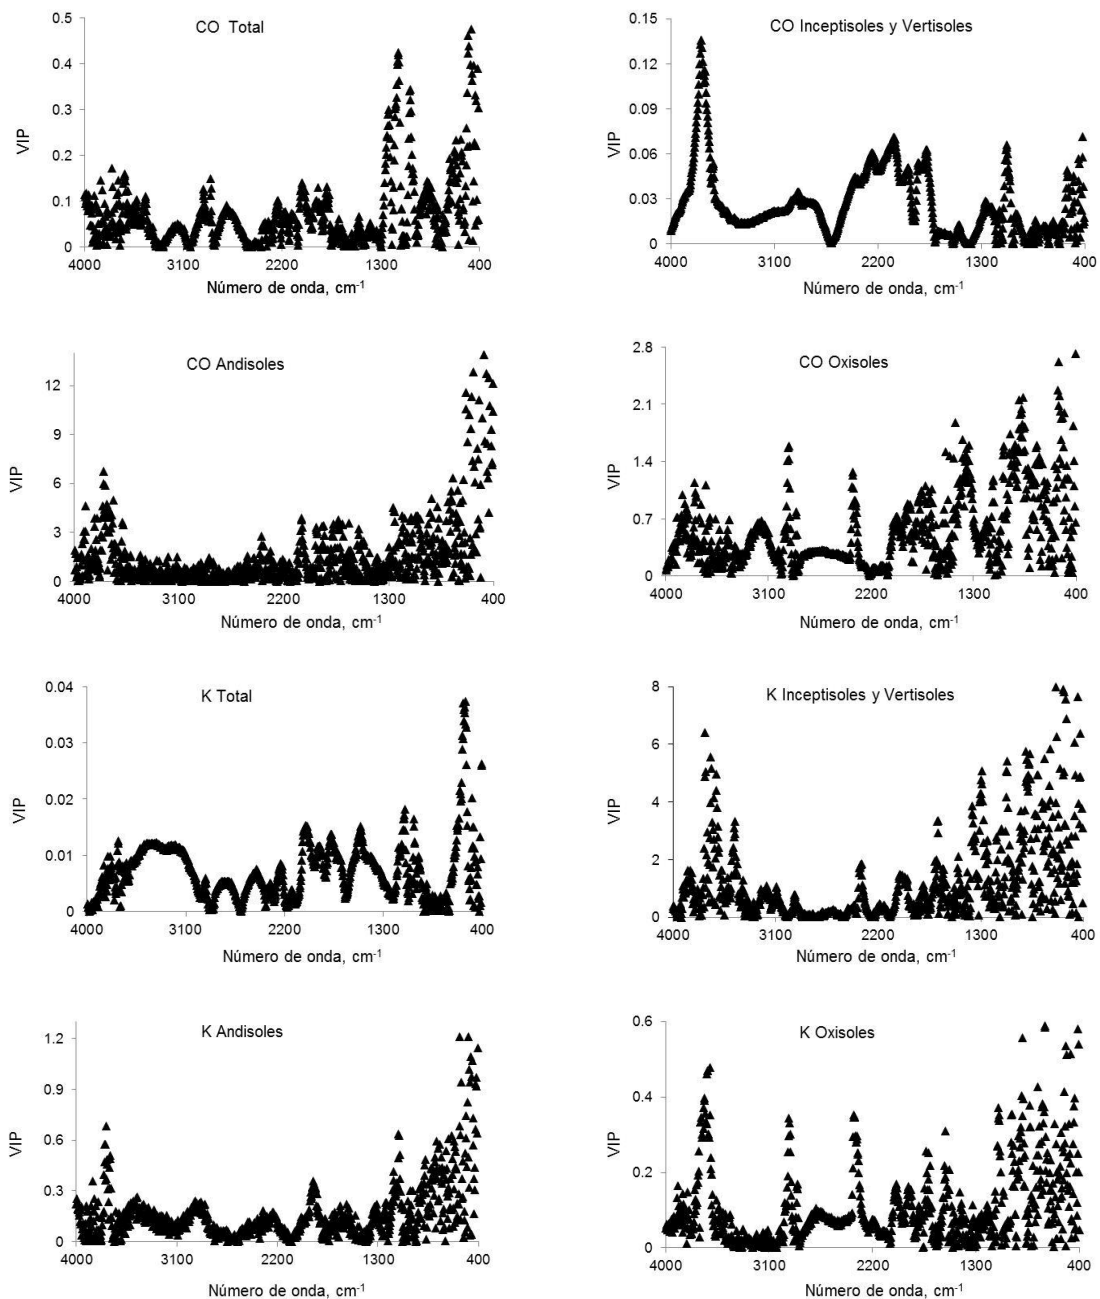 CO Total
0.5
0.4
0.3
0.2
0.1
0
VIP
4000 3100 2200 1300 400
Número de onda, cm-1
CO Inceptisoles y Vertisoles
0.15
0.12
0.09
0.06
0.03
0
VIP
4000 3100 2200 1300 400
Número de onda, cm-1
CO Andisoles
12
9
6
3
0
VIP
4000 3100 2200 1300 400
Número de onda, cm-1
CO Oxisoles
2.8
2.1
1.4
0.7
0
VIP
4000 3100 2200 1300 400
Número de onda, cm-1
K Total
0.04
0.03
0.02
0.01
0
VIP
4000 3100 2200 1300 400
Número de onda, cm-1
K Inceptisoles y Vertisoles
8
6
4
2
0
VIP
4000 3100 2200 1300 400
Número de onda, cm-1
K Andisoles
1.2
0.9
0.6
0.3
0
VIP
4000 3100 2200 1300 400
Número de onda, cm-1
K Oxisoles
0.6
0.4
0.2
0
VIP
4000 3100 2200 1300 400
Número de onda, cm-1